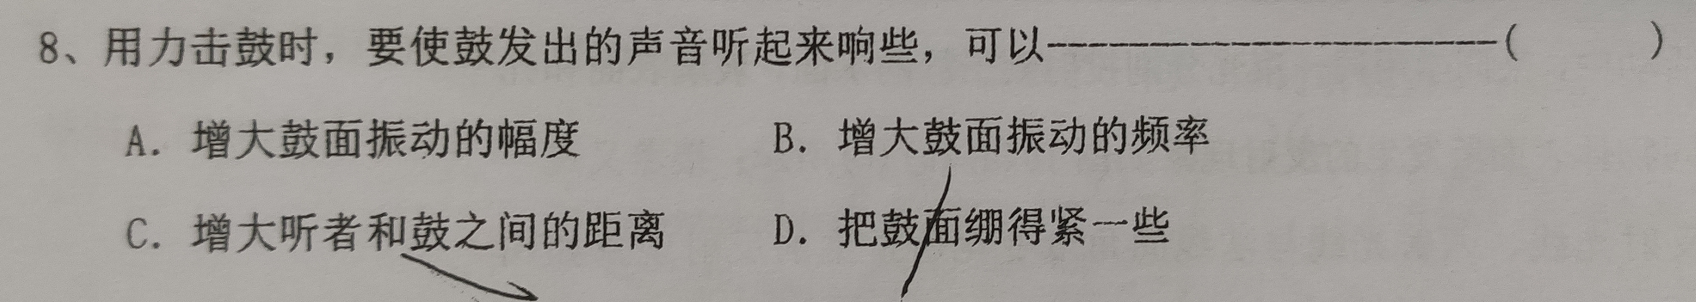 8、用力击鼓时，要使鼓发出的声音听起来响些，可以---------------------(　　)
A. 增大鼓面振动的幅度　　B. 增大鼓面振动的频率
C. 增大听者和鼓之间的距离　　D. 把鼓面绷得紧一些